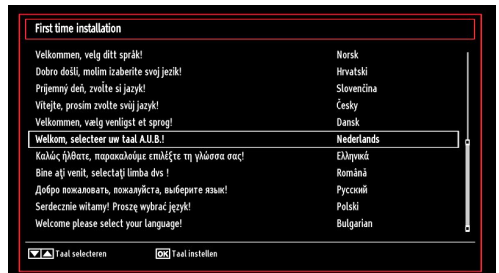 First time installation
Velkommen, velg ditt språk! Norsk
Dobro došli, molim izaberite svoj jezik! Hrvatski
Príjemný deň, zvoľte si jazyk! Slovenčina
Vítejte, prosím zvolte svůj jazyk! Česky
Velkommen, vælg venligst et sprog! Dansk
Welkom, selecteer uw taal A.U.B.! Nederlands
Καλώς ήλθατε, παρακαλούμε επιλέξτε τη γλώσσα σας! Ελληνικά
Bine aţi venit, selectaţi limba dvs ! Română
Добро пожаловать, пожалуйста, выберите язык! Русский
Serdecznie witamy! Proszę wybrać język! Polski
Welcome please select your language! Bulgarian
Taal selecteren OK Taal instellen